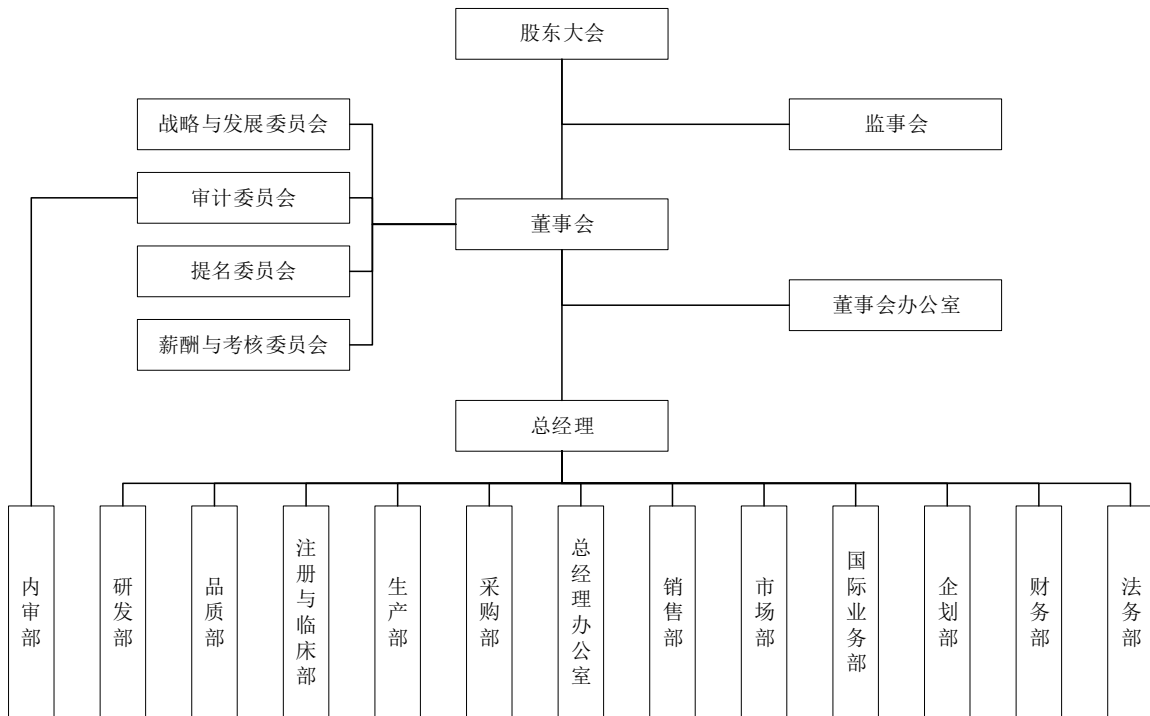 股东大会
战略与发展委员会
监事会
审计委员会
董事会
提名委员会
董事会办公室
薪酬与考核委员会
总经理
内审部
研发部
品质部
注册与临床部
生产部
采购部
总经理办公室
销售部
市场部
国际业务部
企划部
财务部
法务部